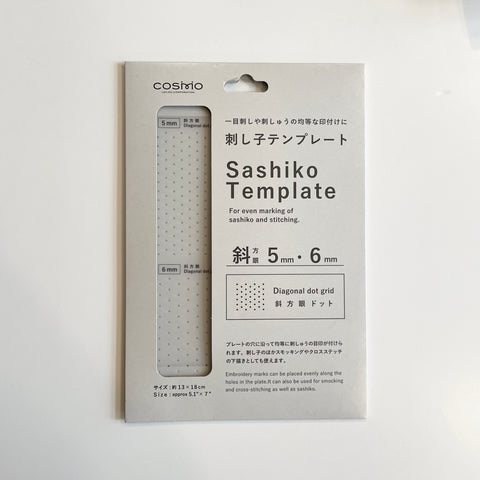 COSMO
LECIEN CORPORATION
一目刺しや刺しゅうの均等な印付けに
刺し子テンプレート
Sashiko
Template
For even marking of
sashiko and stitching.
斜方眼 5mm・6mm
Diagonal dot grid
斜方眼ドット
プレートの穴に沿って均等に刺しゅうの目印が付けら
れます。刺し子のほかスモッキングやクロスステッチ
の下描きとしても使えます。
Embroidery marks can be placed evenly along the
holes in the plate.It can also be used for smocking
and cross-stitching as well as sashiko.
5mm 斜方眼
Diagonal dot
6mm 斜方眼
Diagonal dot
サイズ：約13×18cm
Size：approx 5.1"×7"